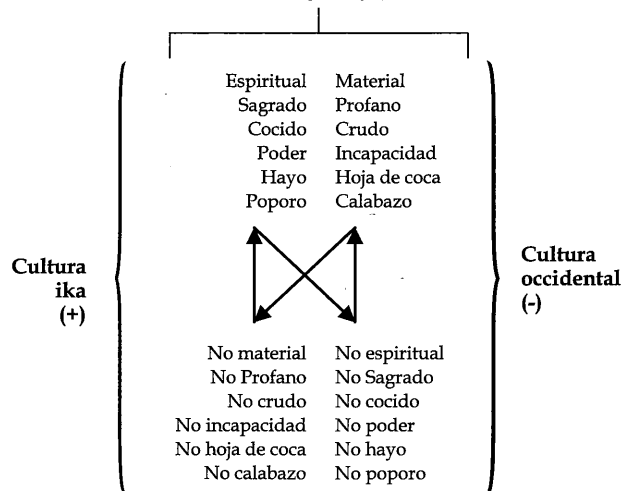 Espiritual Material
Sagrado Profano
Cocido Crudo
Poder Incapacidad
Hayo Hoja de coca
Poporo Calabazo
Cultura
ika
(+)
Cultura
occidental
(-)
No material No espiritual
No Profano No Sagrado
No crudo No cocido
No incapacidad No poder
No hoja de coca No hayo
No calabazo No poporo